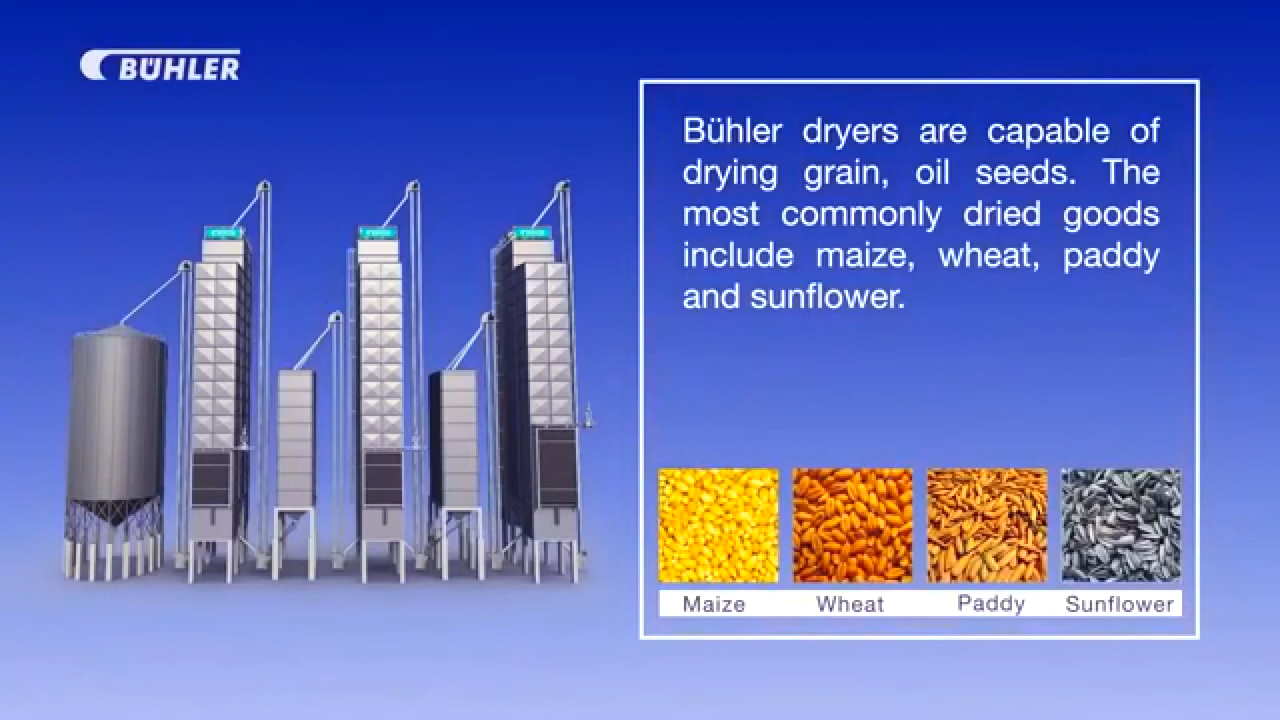 BÜHLER
Bühler dryers are capable of
drying grain, oil seeds. The
most commonly dried goods
include maize, wheat, paddy
and sunflower.
Maize Wheat Paddy Sunflower